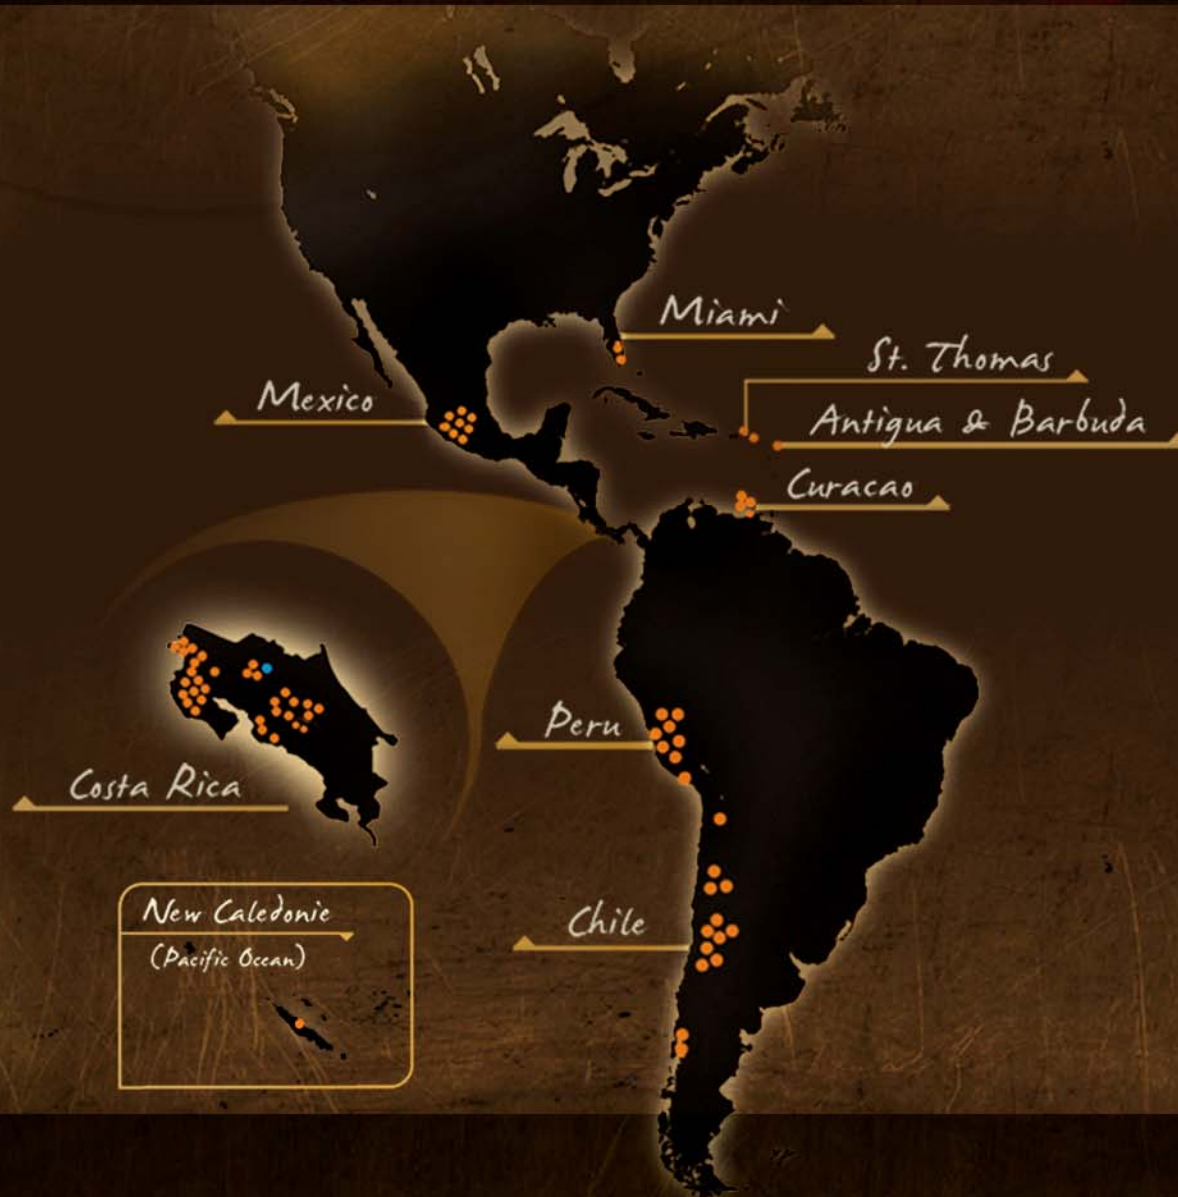 Miami
St. Thomas
Mexico
Antigua & Barbuda
Curacao
Peru
Costa Rica
New Caledonie
(Pacific Ocean)
Chile